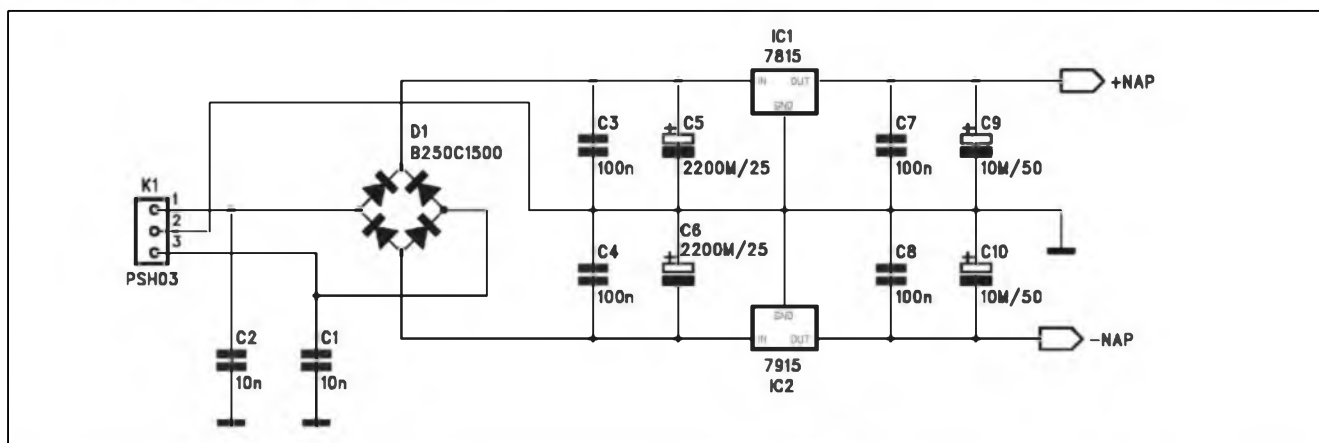 IC1
7815
IN OUT
GND
+NAP
D1
B250C1500
C3
100n
C5
+
2200M/25
C7
100n
C9
+
10M/50
K1
1
2
3
PSH03
C4
100n
C6
2200M/25
+
C8
100n
C10
+
10M/50
GND
IN OUT
7915
IC2
-NAP
C2
10n
C1
10n